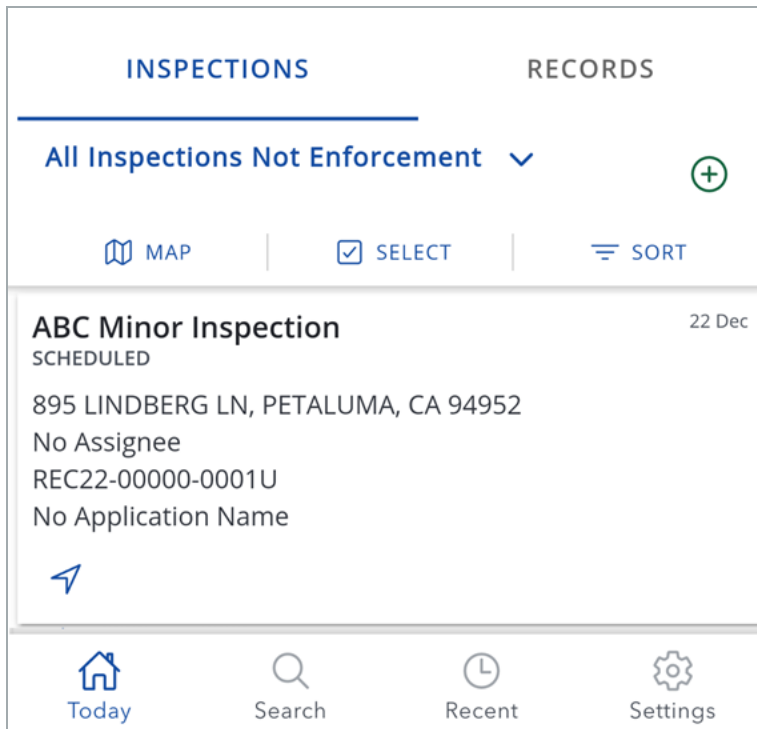 INSPECTIONS RECORDS
All Inspections Not Enforcement
MAP SELECT SORT
ABC Minor Inspection 22 Dec
SCHEDULED
895 LINDBERG LN, PETALUMA, CA 94952
No Assignee
REC22-00000-0001U
No Application Name
Today Search Recent Settings